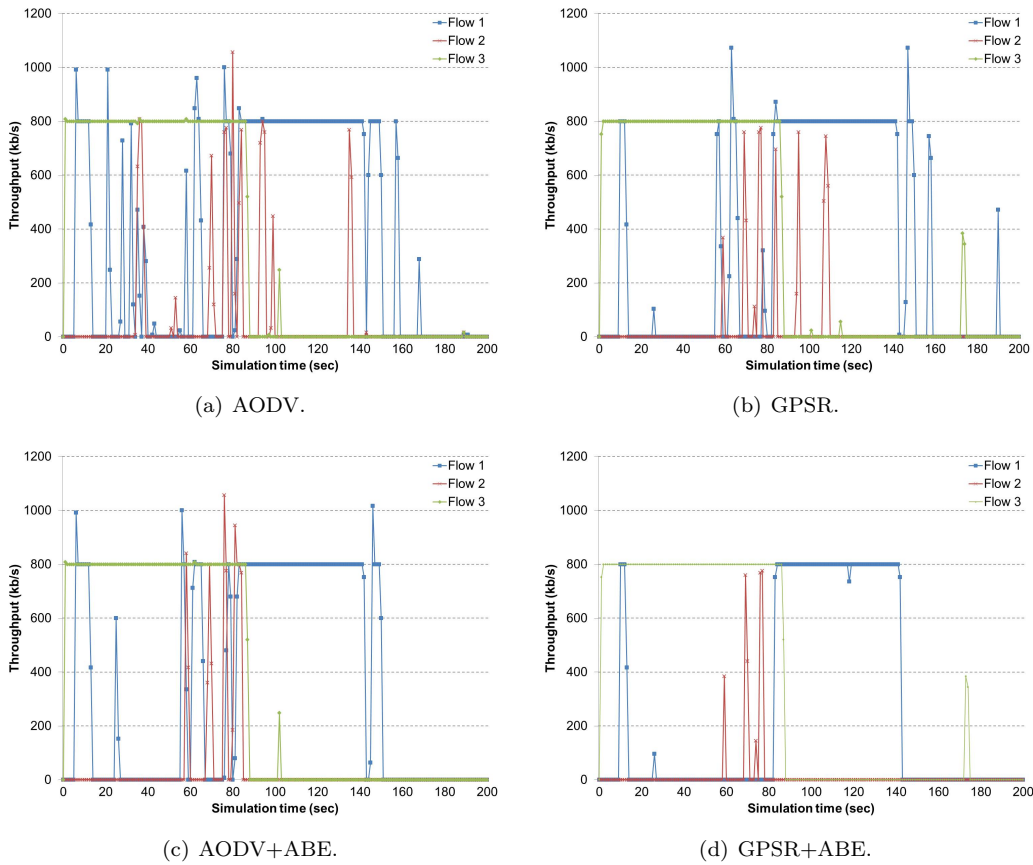 1200
1000
800
600
400
200
0
Throughput (kb/s)
Flow 1
Flow 2
Flow 3
0 20 40 60 80 100 120 140 160 180 200
Simulation time (sec)
(a) AODV.
1200
1000
800
600
400
200
0
Throughput (kb/s)
Flow 1
Flow 2
Flow 3
0 20 40 60 80 100 120 140 160 180 200
Simulation time (sec)
(b) GPSR.
1200
1000
800
600
400
200
0
Throughput (kb/s)
Flow 1
Flow 2
Flow 3
0 20 40 60 80 100 120 140 160 180 200
Simulation time (sec)
(c) AODV+ABE.
1200
1000
800
600
400
200
0
Throughput (kb/s)
Flow 1
Flow 2
Flow 3
0 20 40 60 80 100 120 140 160 180 200
Simulation time (sec)
(d) GPSR+ABE.